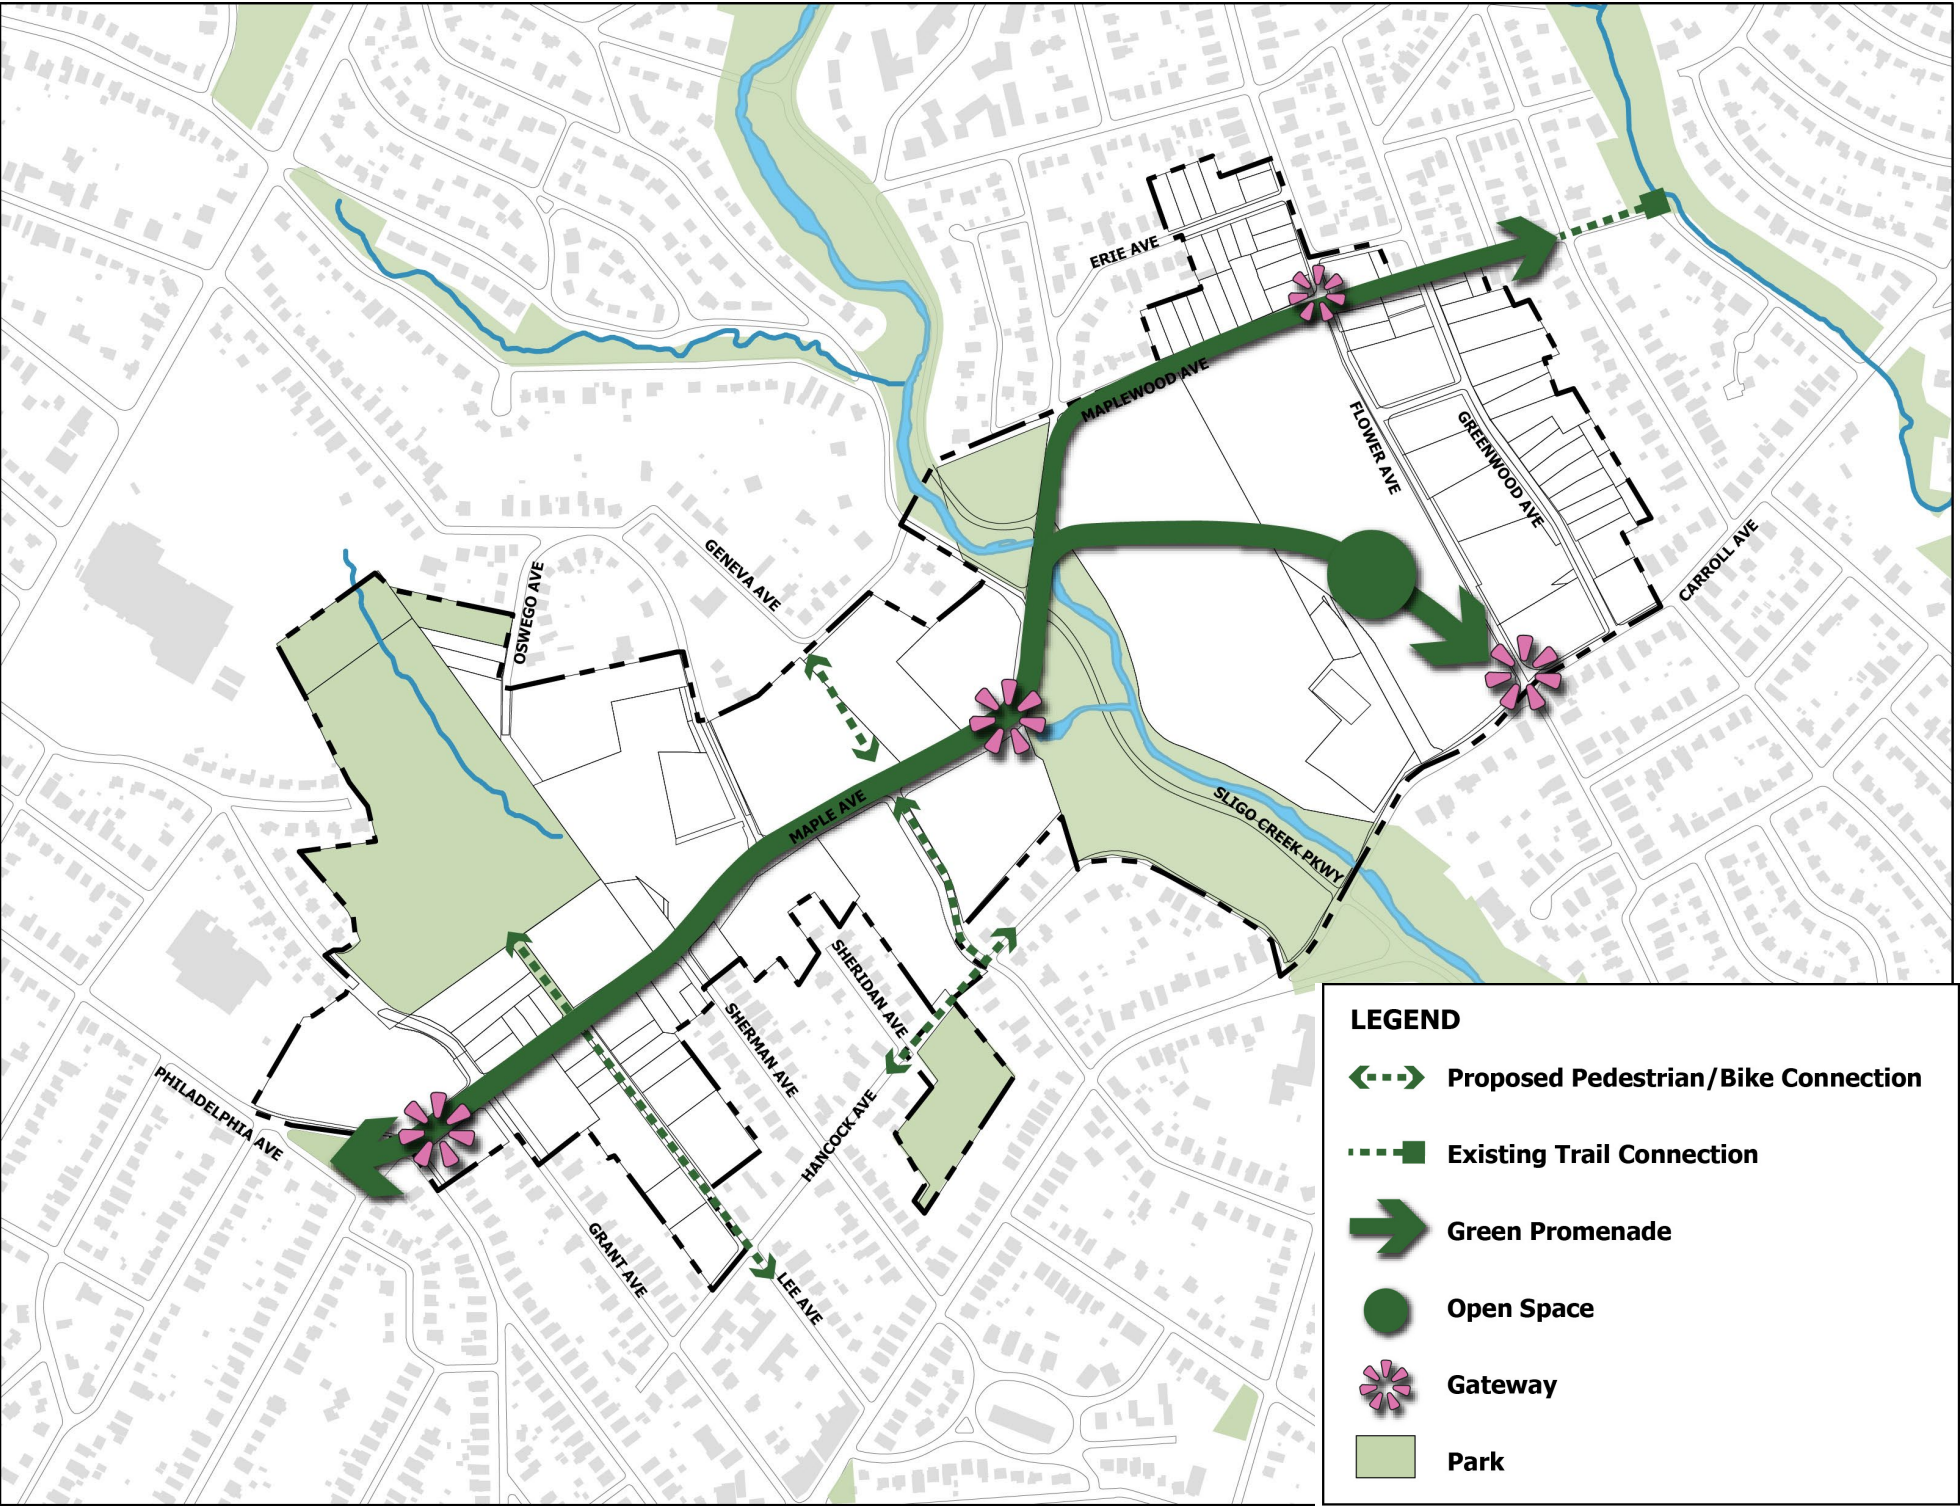 ERIE AVE
MAPLEWOOD AVE
FLOWER AVE
GREENWOOD AVE
CARROLL AVE
GENEVA AVE
OSWEGO AVE
MAPLE AVE
SLIGO CREEK PKWY
SHERIDAN AVE
SHERMAN AVE
HANCOCK AVE
PHILADELPHIA AVE
GRANT AVE
LEE AVE
LEGEND
Proposed Pedestrian/Bike Connection
Existing Trail Connection
Green Promenade
Open Space
Gateway
Park